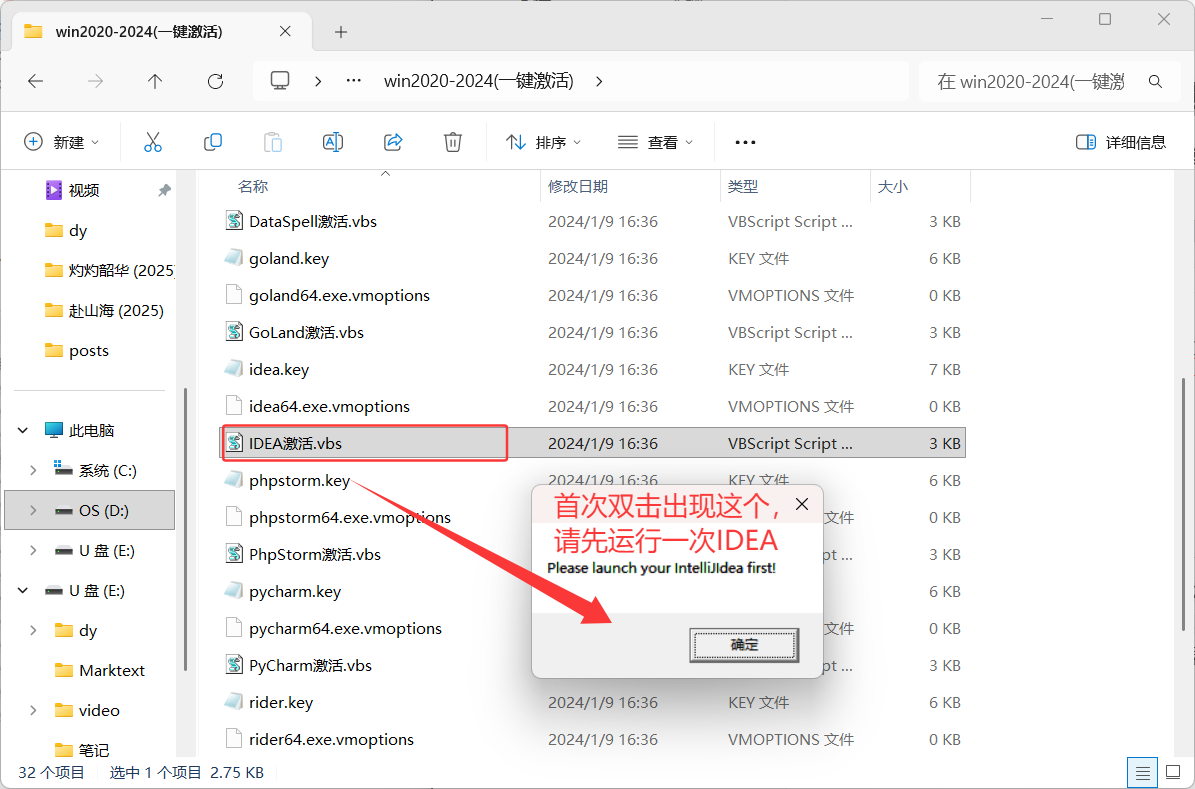 win2020-2024(一键激活)
win2020-2024(一键激活)
在 win2020-2024(一键激
新建
排序
查看
详细信息
视频
dy
灼灼韶华 (2025)
赴山海 (2025)
posts
此电脑
系统 (C:)
OS (D:)
U 盘 (E:)
U 盘 (E:)
dy
Marktext
video
笔记
名称 修改日期 类型 大小
DataSpell激活.vbs 2024/1/9 16:36 VBScript Script ... 3 KB
goland.key 2024/1/9 16:36 KEY 文件 6 KB
goland64.exe.vmoptions 2024/1/9 16:36 VMOPTIONS 文件 0 KB
GoLand激活.vbs 2024/1/9 16:36 VBScript Script ... 3 KB
idea.key 2024/1/9 16:36 KEY 文件 7 KB
idea64.exe.vmoptions 2024/1/9 16:36 VMOPTIONS 文件 0 KB
IDEA激活.vbs 2024/1/9 16:36 VBScript Script ... 3 KB
phpstorm.key 2024/1/9 16:36 KEY 文件 6 KB
phpstorm64.exe.vmoptions 文件 0 KB
PhpStorm激活.vbs pt ... 3 KB
pycharm.key 6 KB
pycharm64.exe.vmoptions 文件 0 KB
PyCharm激活.vbs pt ... 3 KB
rider.key 2024/1/9 16:36 KEY 文件 6 KB
rider64.exe.vmoptions 2024/1/9 16:36 VMOPTIONS 文件 0 KB
首次双击出现这个，
请先运行一次IDEA
Please launch your IntelliJIdea first!
确定
32 个项目 选中 1 个项目 2.75 KB